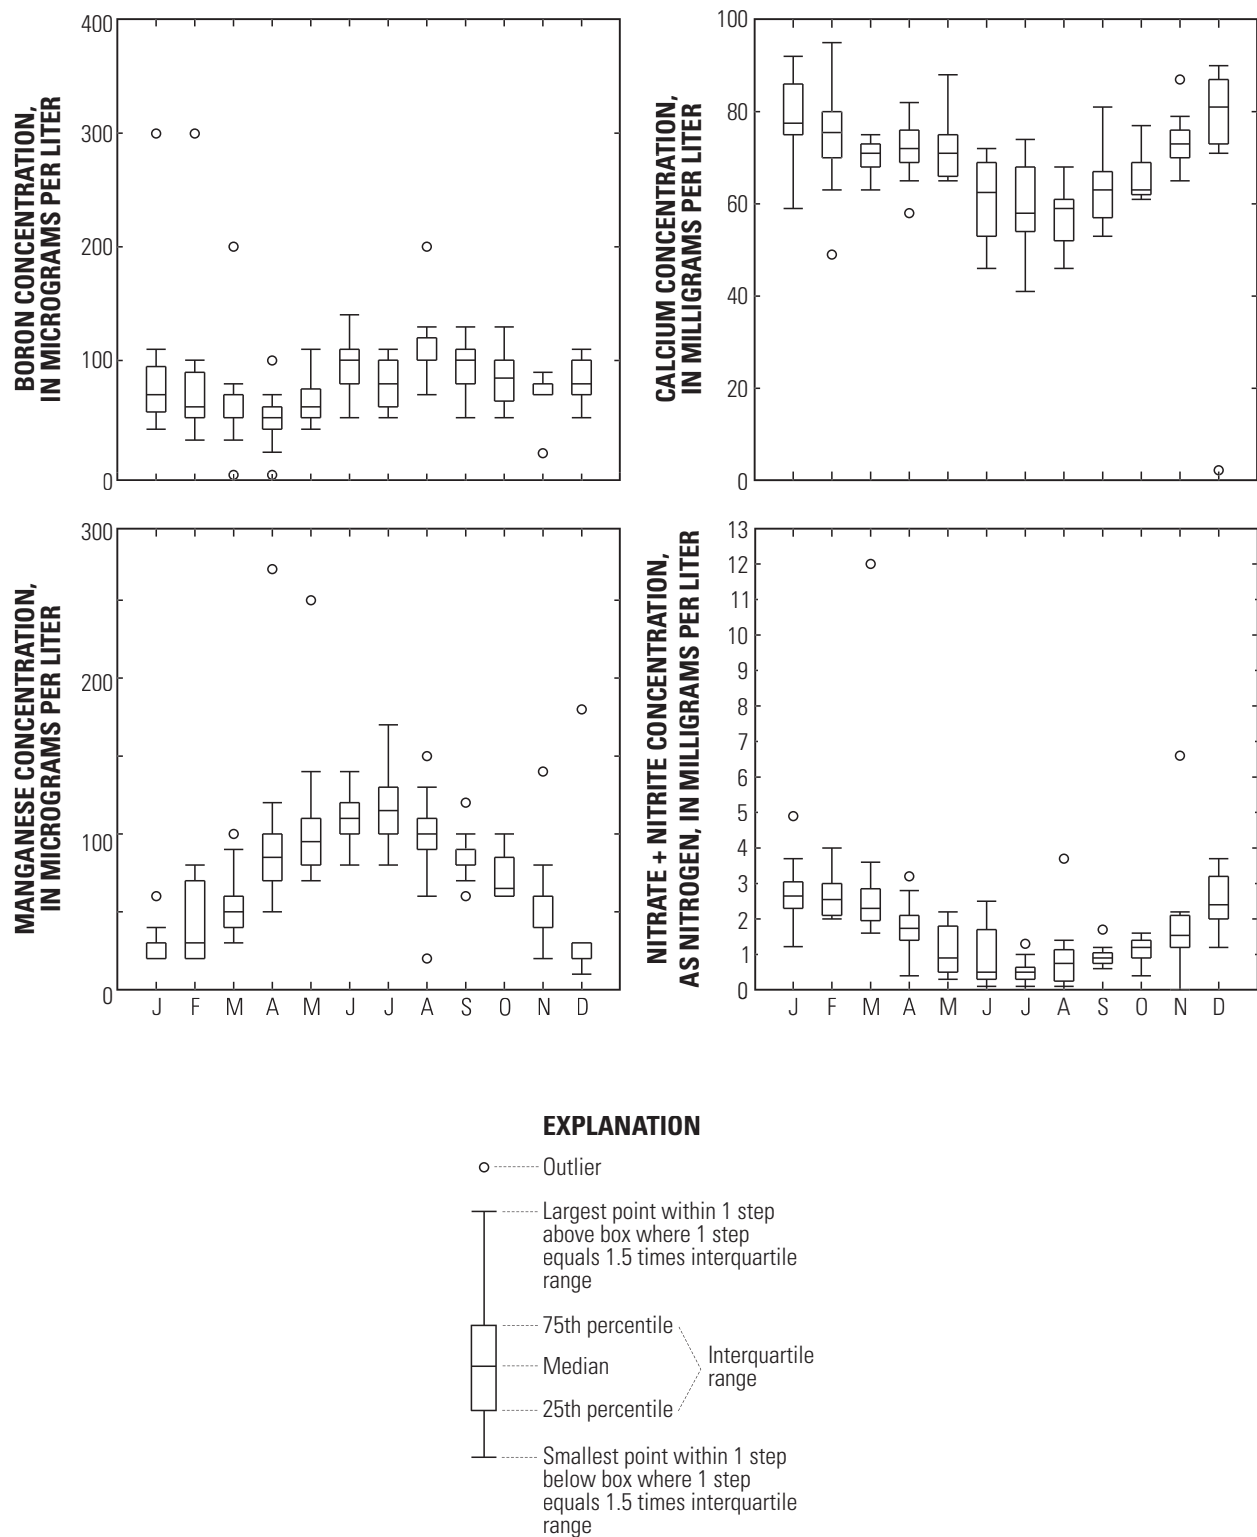 BORON CONCENTRATION,
IN MICROGRAMS PER LITER
400
300
200
100
0
CALCIUM CONCENTRATION,
IN MILLIGRAMS PER LITER
100
80
60
40
20
0
MANGANESE CONCENTRATION,
IN MICROGRAMS PER LITER
300
200
100
0
J F M A M J J A S O N D
NITRATE + NITRITE CONCENTRATION,
AS NITROGEN, IN MILLIGRAMS PER LITER
13
12
11
10
9
8
7
6
5
4
3
2
1
0
J F M A M J J A S O N D
EXPLANATION
Outlier
Largest point within 1 step
above box where 1 step
equals 1.5 times interquartile
range
75th percentile
Median
Interquartile
range
25th percentile
Smallest point within 1 step
below box where 1 step
equals 1.5 times interquartile
range